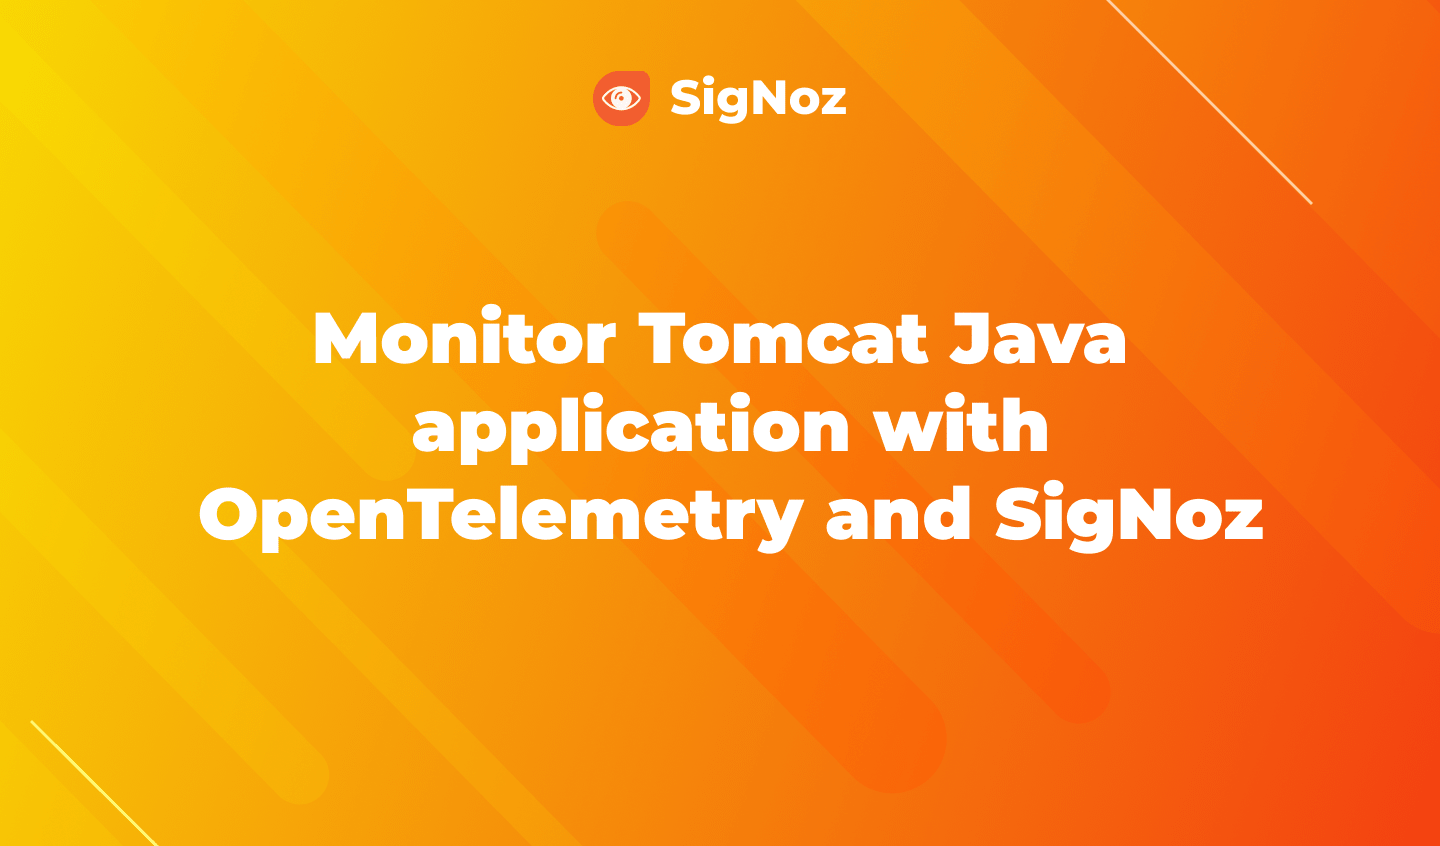 SigNoz
Monitor Tomcat Java
application with
OpenTelemetry and SigNoz